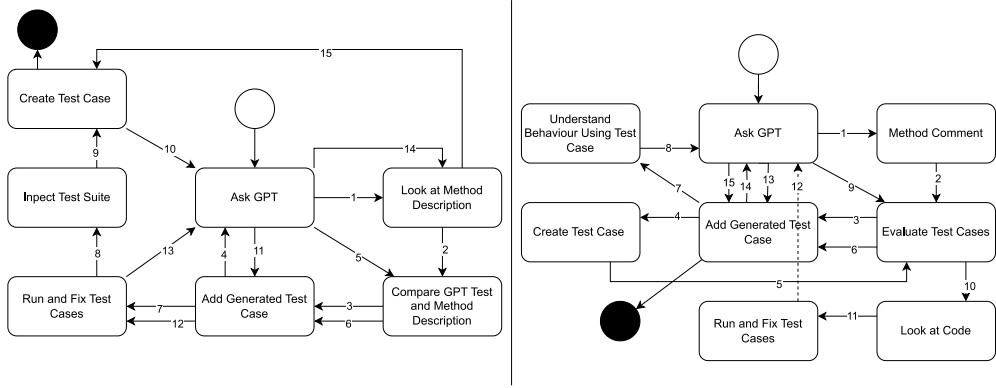 15
Create Test Case
10
14
9
Inpect Test Suite
Ask GPT
1
Look at Method
Description
8
13
4
11
5
2
Run and Fix Test
Cases
7
12
Add Generated Test
Case
3
6
Compare GPT Test
and Method
Description
Understand
Behaviour Using Test
Case
8
Ask GPT
1
Method Comment
7
15
14
13
12
9
2
Create Test Case
4
Add Generated Test
Case
3
6
Evaluate Test Cases
5
10
Run and Fix Test
Cases
11
Look at Code